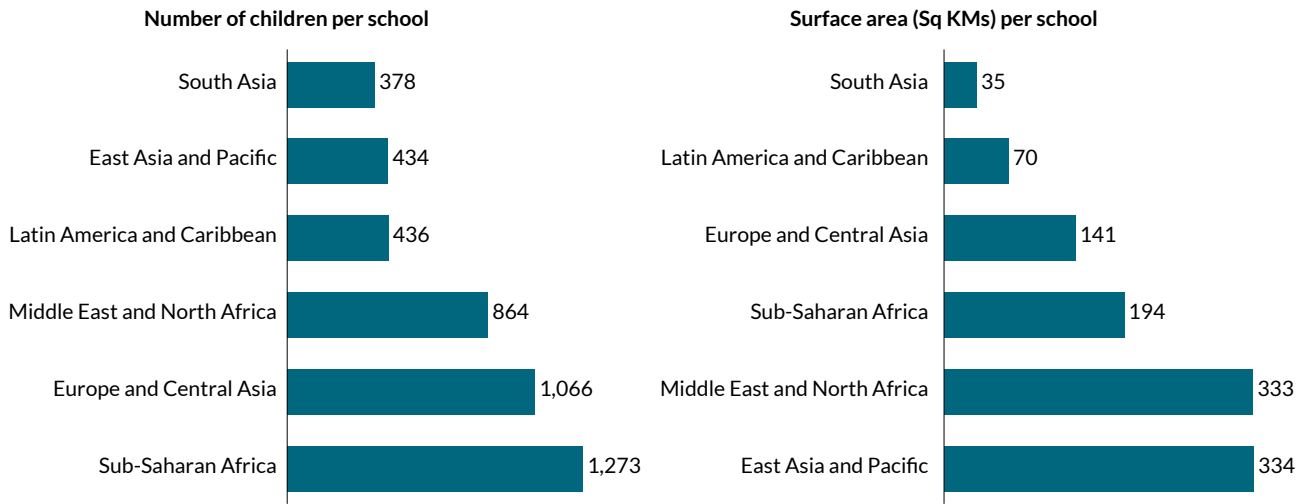 Number of children per school
South Asia 378
East Asia and Pacific 434
Latin America and Caribbean 436
Middle East and North Africa 864
Europe and Central Asia 1,066
Sub-Saharan Africa 1,273
Surface area (Sq KMs) per school
South Asia 35
Latin America and Caribbean 70
Europe and Central Asia 141
Sub-Saharan Africa 194
Middle East and North Africa 333
East Asia and Pacific 334